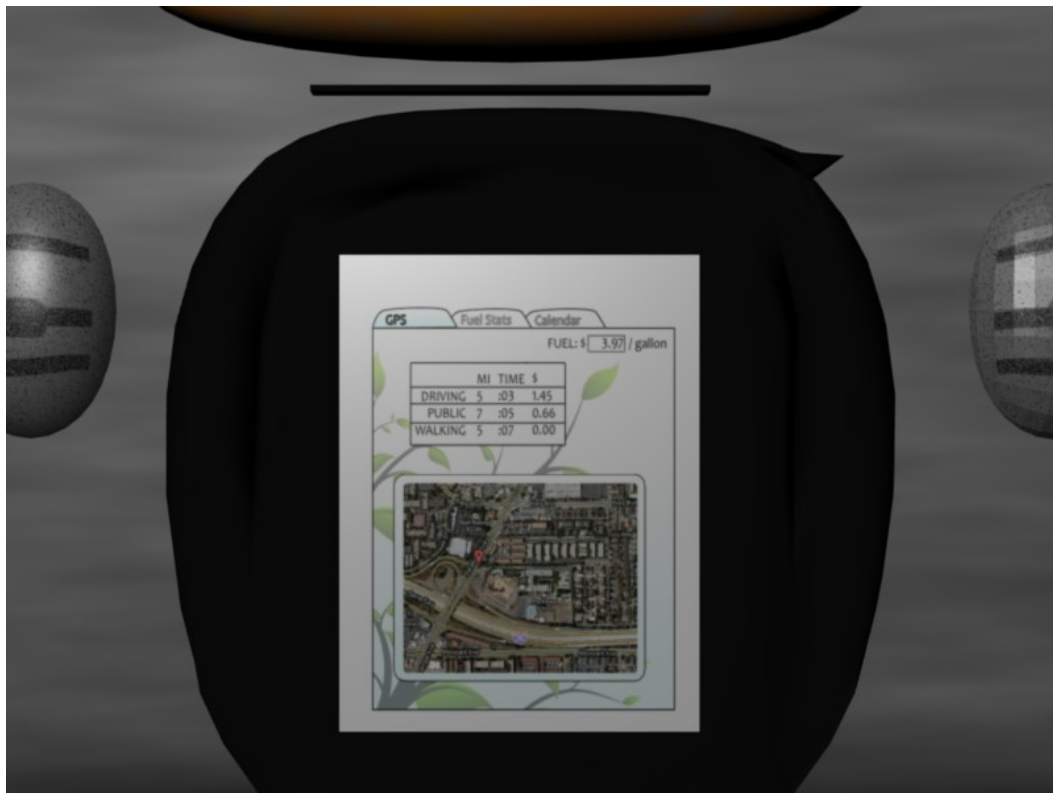 GPS Fuel Stats Calendar
FUEL: $ 3.97 / gallon
MI TIME $
DRIVING 5 :03 1.45
PUBLIC 7 :05 0.66
WALKING 5 :07 0.00